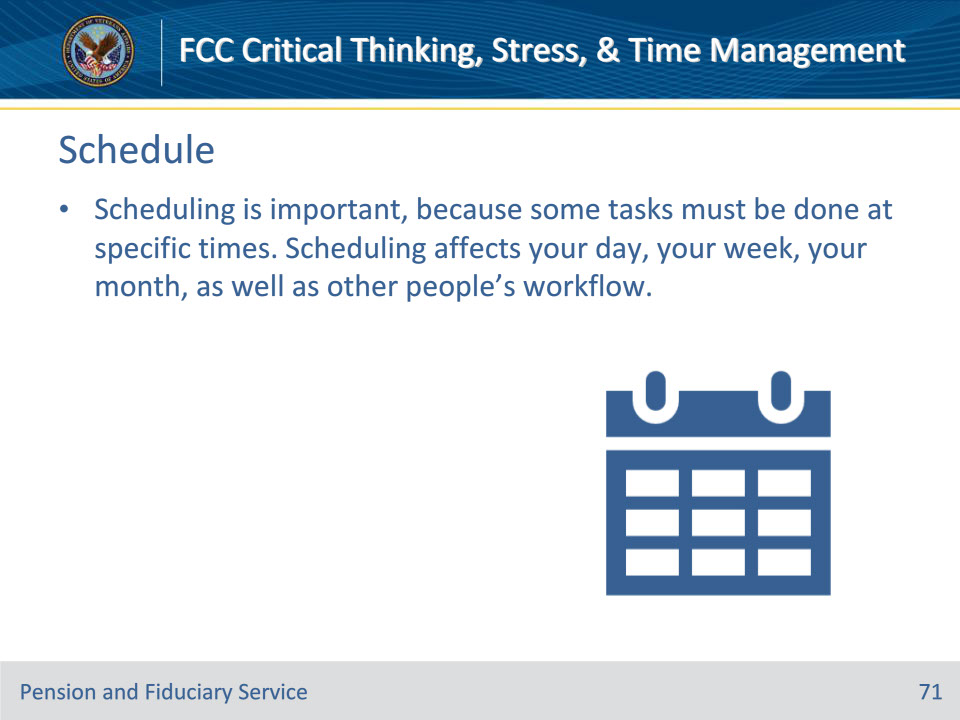 FCC Critical Thinking, Stress, & Time Management
Schedule
• Scheduling is important, because some tasks must be done at
specific times. Scheduling affects your day, your week, your
month, as well as other people’s workflow.
Pension and Fiduciary Service
71